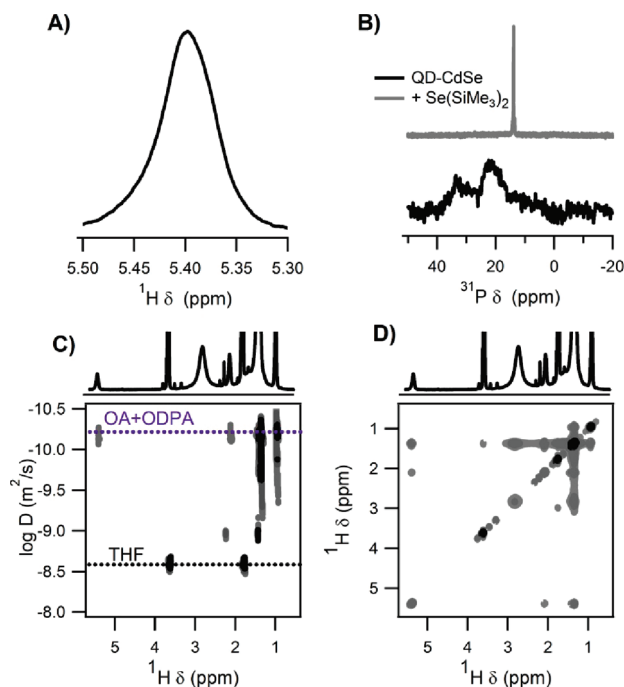 A)
5.50 5.45 5.40 5.35 5.30
¹H δ (ppm)
B)
QD-CdSe
+ Se(SiMe₃)₂
40 20 0 -20
³¹P δ (ppm)
C)
-10.5
OA+ODPA
-10.0
-9.5
-9.0
THF
-8.5
-8.0
log D (m²/s)
5 4 3 2 1
¹H δ (ppm)
D)
1
2
3
4
5
¹H δ (ppm)
5 4 3 2 1
¹H δ (ppm)